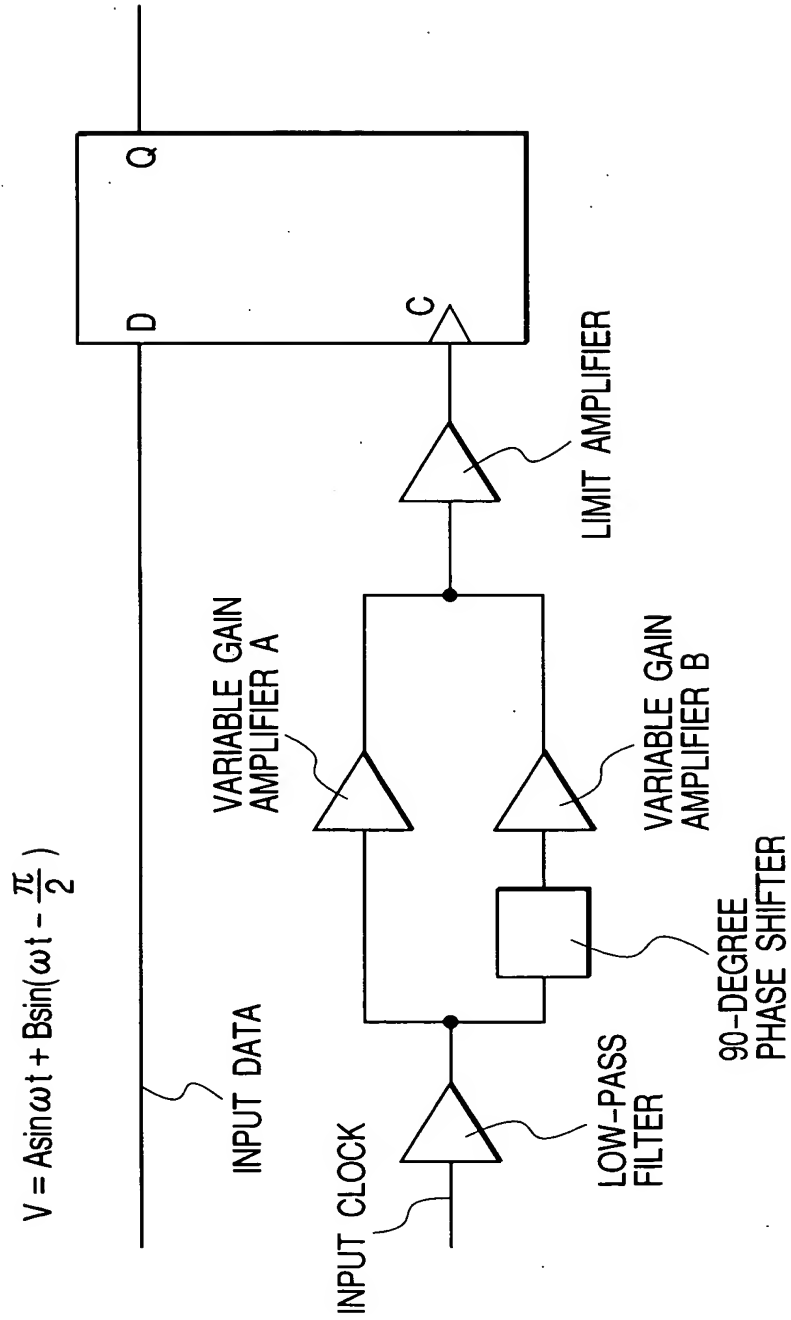 V = Asinωt + Bsin(ωt - π/2)
INPUT DATA
D
Q
C
INPUT CLOCK
LOW-PASS
FILTER
90-DEGREE
PHASE SHIFTER
VARIABLE GAIN
AMPLIFIER A
VARIABLE GAIN
AMPLIFIER B
LIMIT AMPLIFIER